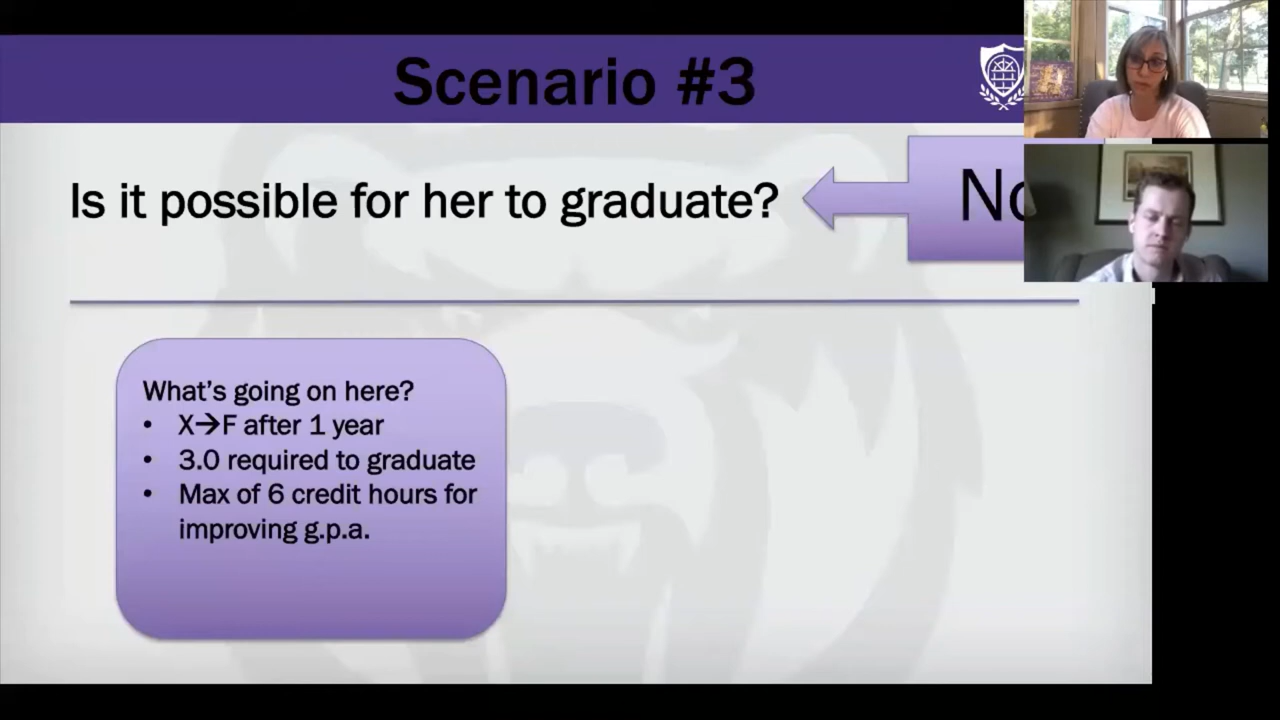 Scenario #3
Is it possible for her to graduate?
No
What's going on here?
• X→F after 1 year
• 3.0 required to graduate
• Max of 6 credit hours for
improving g.p.a.